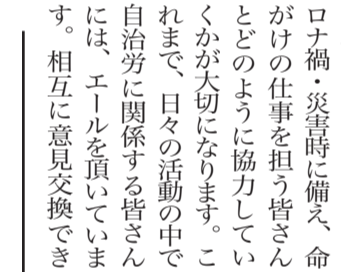 ロナ禍・災害時に備え、命
がけの仕事を担う皆さん
とどのように協力してい
くかが大切になります。こ
れまで、日々の活動の中で
自治労に関係する皆さん
には、エールを頂いていま
す。相互に意見交換でき